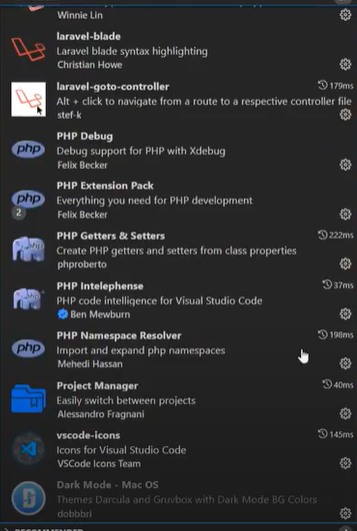 Winnie Lin
laravel-blade
Laravel blade syntax highlighting
Christian Howe
laravel-goto-controller 179ms
Alt + click to navigate from a route to a respective controller file
stef-k
PHP Debug
php
Debug support for PHP with Xdebug
Felix Becker
PHP Extension Pack
php
Everything you need for PHP development
2
Felix Becker
PHP Getters & Setters 222ms
php
Create PHP getters and setters from class properties
phproberto
PHP Intelephense 37ms
php
PHP code intelligence for Visual Studio Code
Ben Mewburn
PHP Namespace Resolver 198ms
php
Import and expand php namespaces
Mehedi Hassan
Project Manager 40ms
Easily switch between projects
Alessandro Fragnani
vscode-icons 145ms
Icons for Visual Studio Code
VSCode Icons Team
Dark Mode - Mac OS
Themes Darcula and Gruvbox with Dark Mode BG Colors
dobbbri
RECOMMENDED